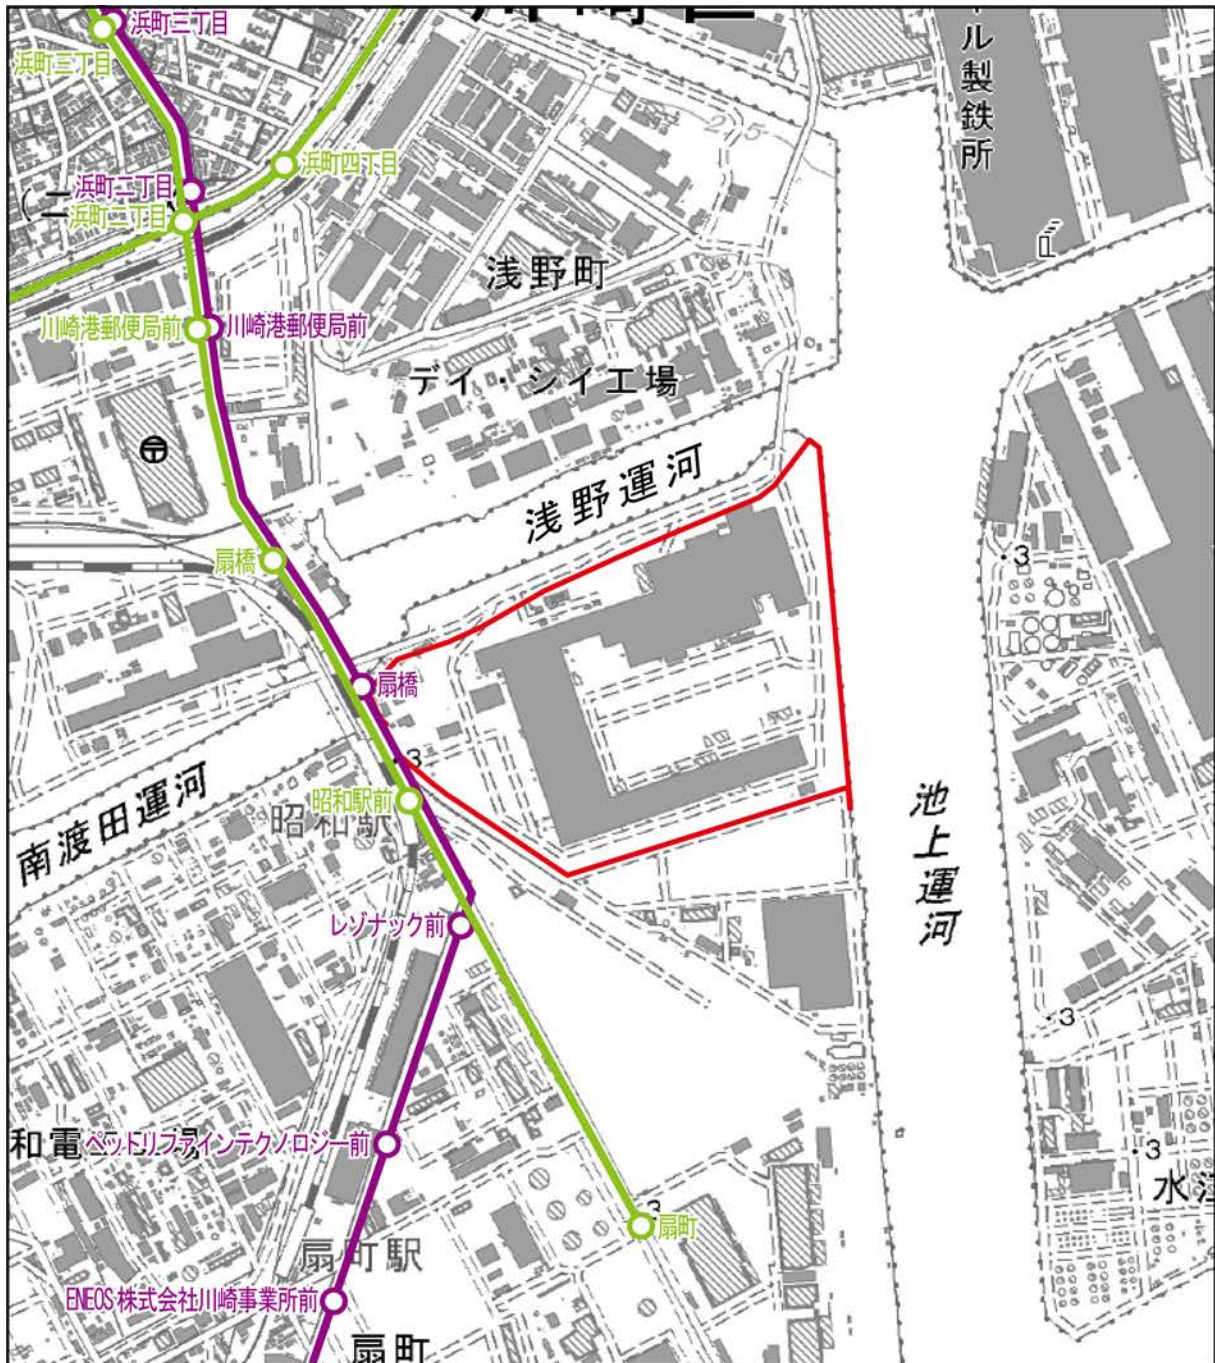 浜町三丁目
浜町三丁目
浜町四丁目
浜町二丁目
浜町二丁目
ル製鉄所
25
浅野町
川崎港郵便局前
川崎港郵便局前
デイ・シイ工場
浅野運河
扇橋
3
扇橋
3
南渡田運河
昭和駅前
昭和駅
池上運河
レゾナック前
3
和電
ペットリファインテクノロジー前
3
水江
3
扇町
扇町駅
ENEOS株式会社川崎事業所前
扇町